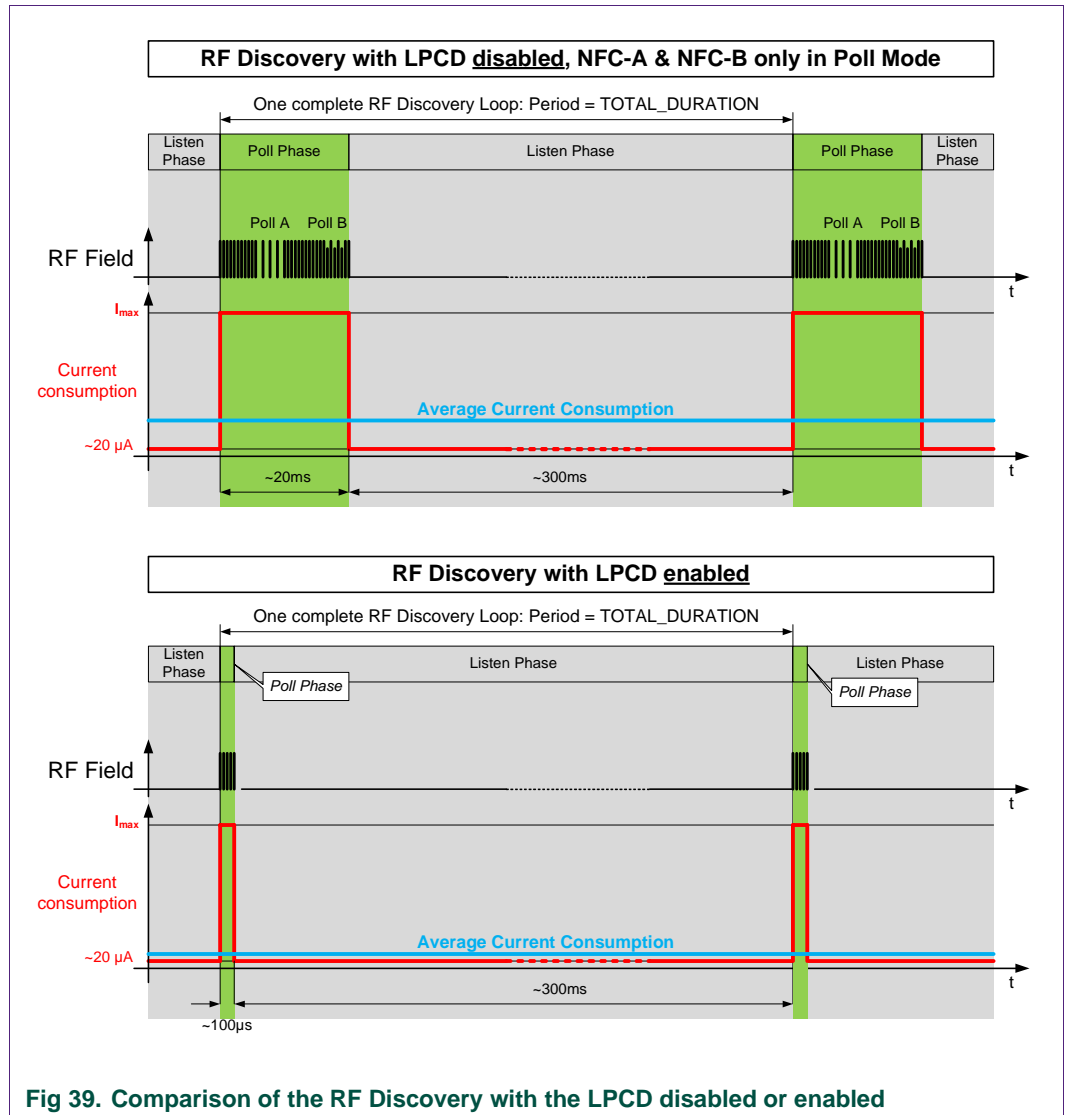 RF Discovery with LPCD disabled, NFC-A & NFC-B only in Poll Mode
One complete RF Discovery Loop: Period = TOTAL_DURATION
Listen
Phase
Poll Phase
Listen Phase
Poll Phase
Listen
Phase
Poll A
Poll B
Poll A
Poll B
RF Field
t
Imax
Current
consumption
Average Current Consumption
~20 µA
t
~20ms
~300ms
RF Discovery with LPCD enabled
One complete RF Discovery Loop: Period = TOTAL_DURATION
Listen
Phase
Listen Phase
Listen Phase
Poll Phase
Poll Phase
RF Field
t
Imax
Current
consumption
Average Current Consumption
~20 µA
t
~300ms
~100µs
Fig 39. Comparison of the RF Discovery with the LPCD disabled or enabled